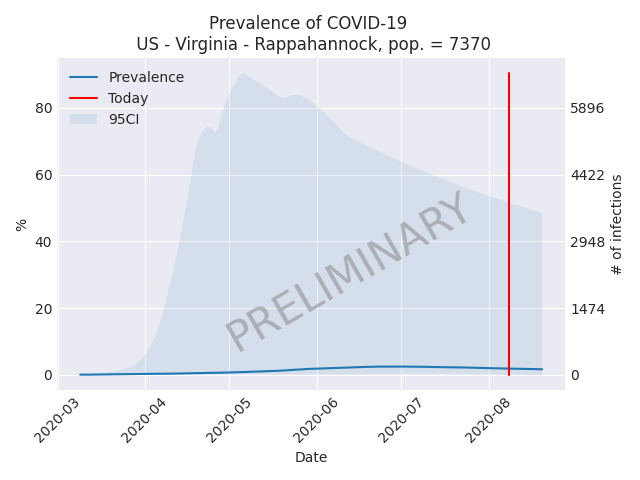 Prevalence of COVID-19
US - Virginia - Rappahannock, pop. = 7370
Prevalence
Today
95CI
80
60
40
20
0
%
5896
4422
2948
1474
0
# of infections
PRELIMINARY
2020-03
2020-04
2020-05
2020-06
2020-07
2020-08
Date